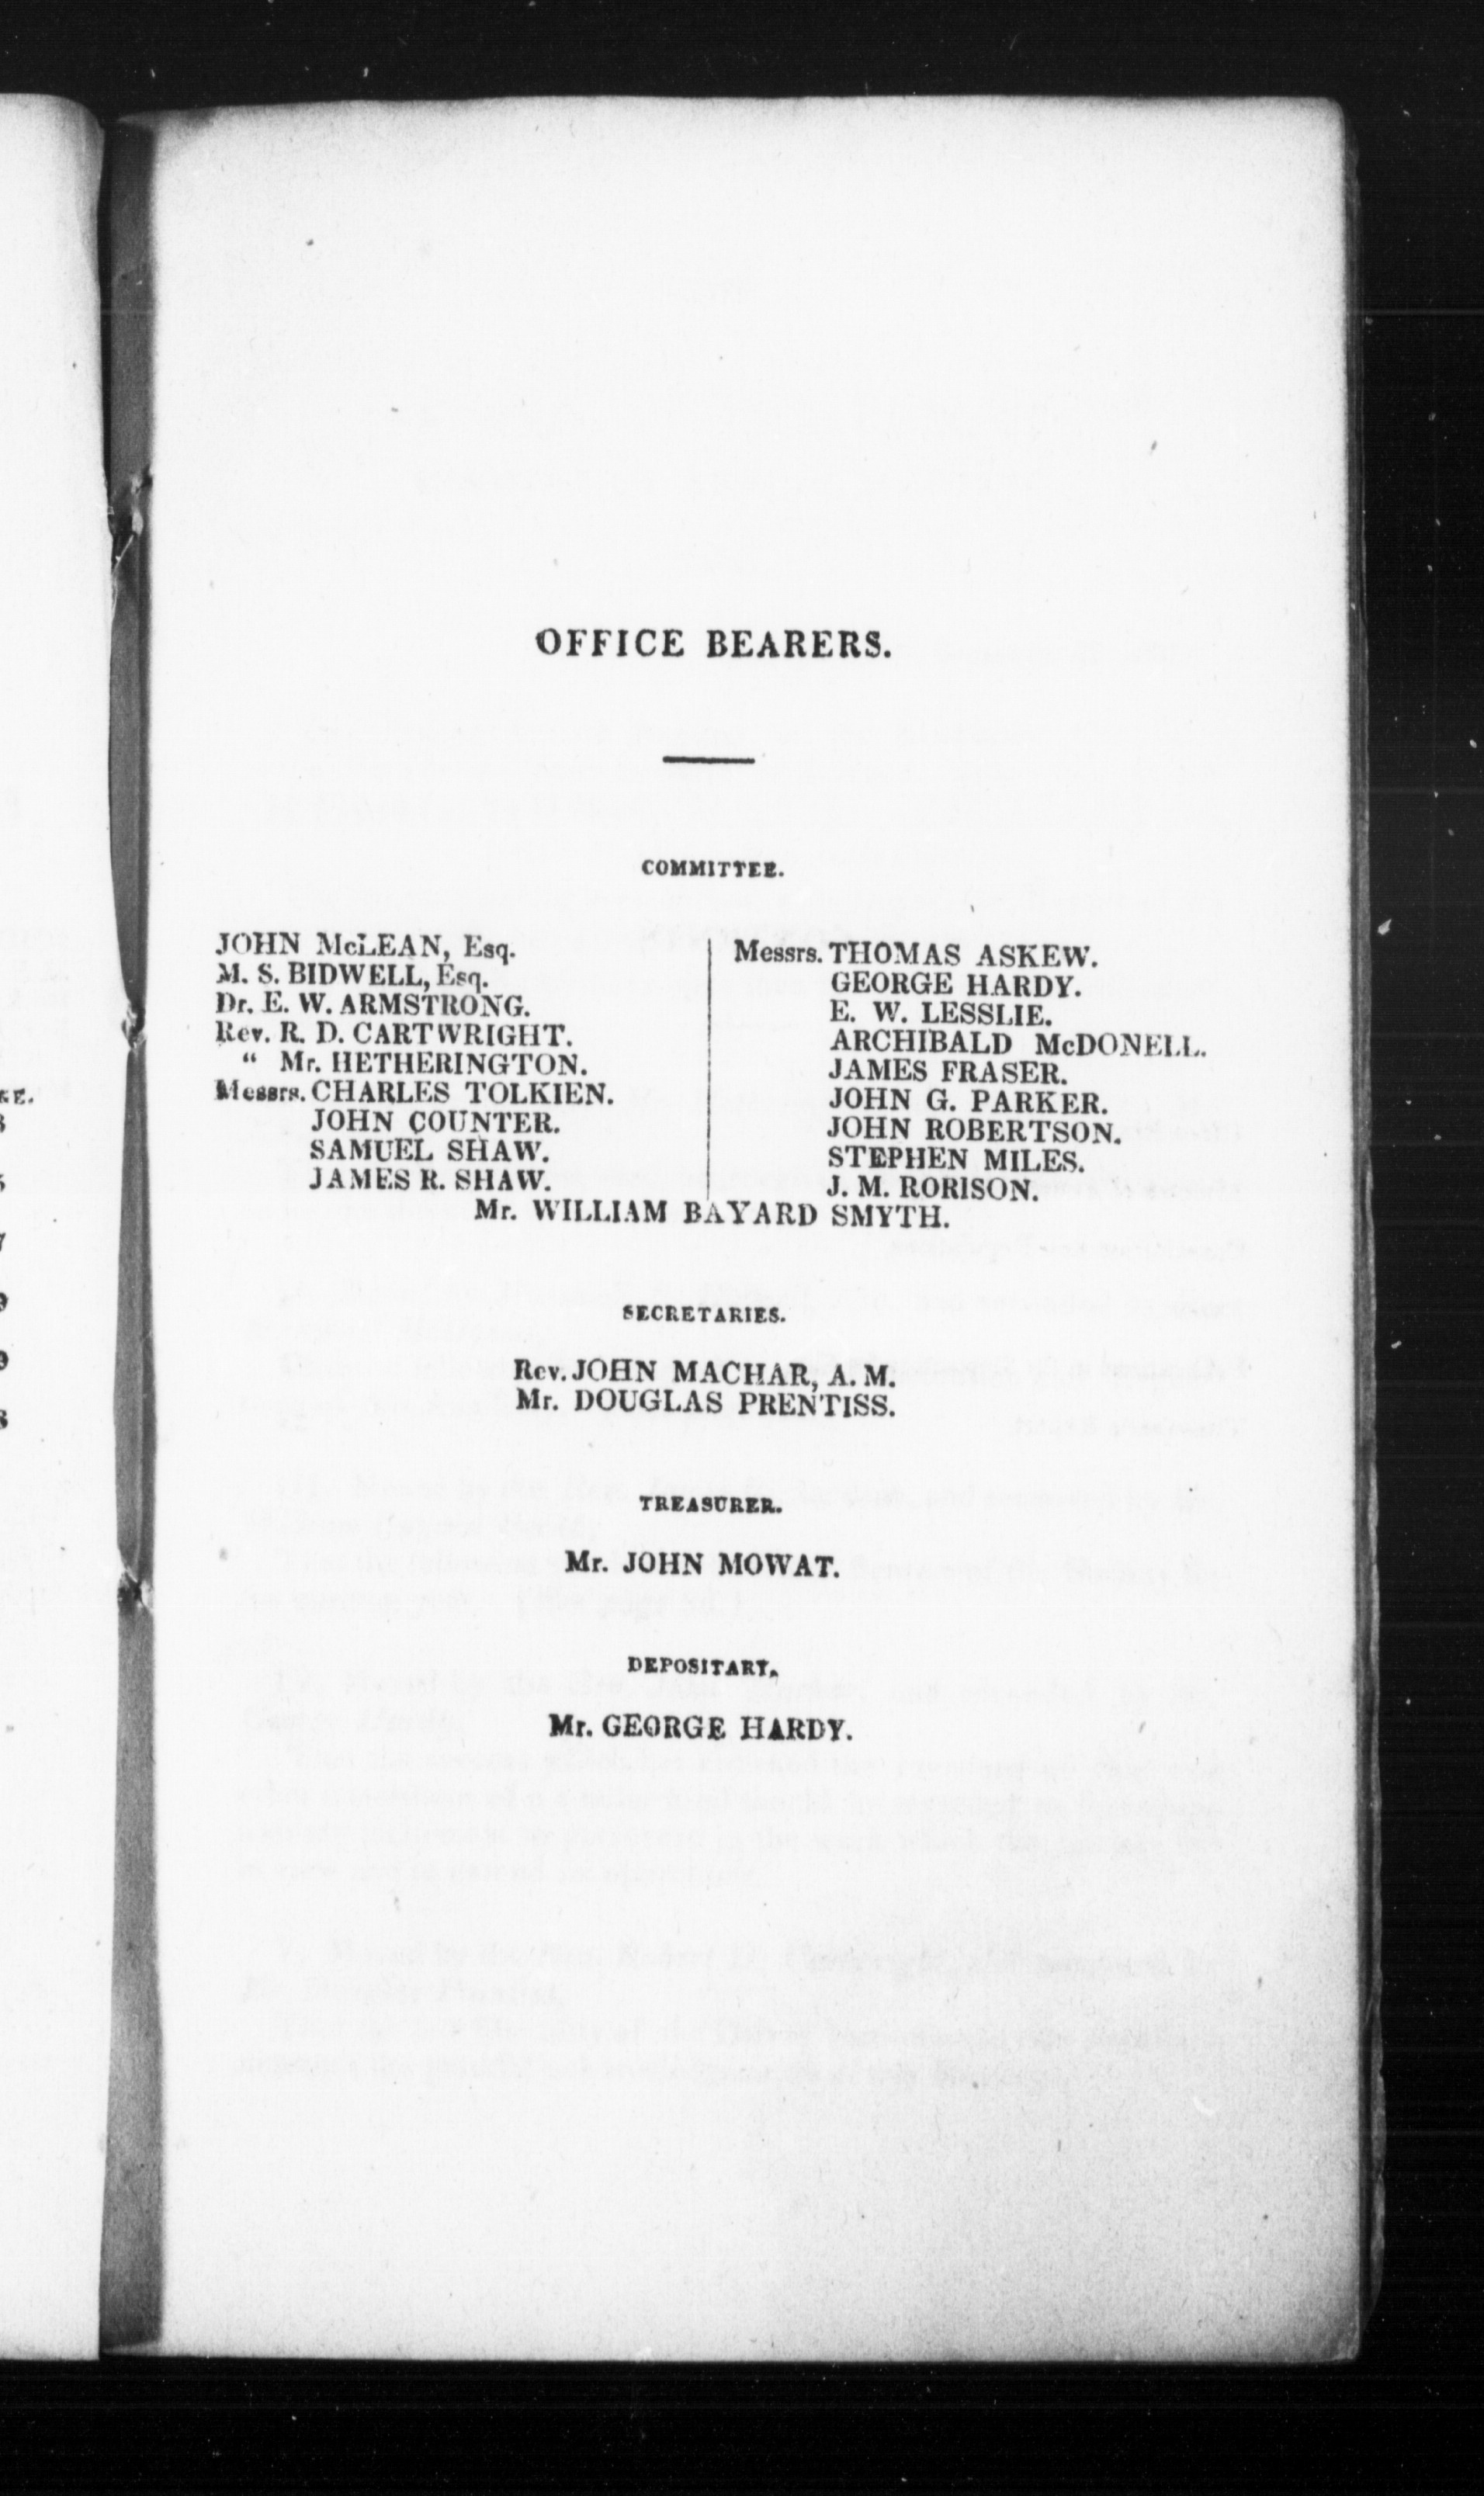 OFFICE BEARERS.
COMMITTEE.
JOHN McLEAN, Esq.
M. S. BIDWELL, Esq.
Dr. E. W. ARMSTRONG.
Rev. R. D. CARTWRIGHT.
“ Mr. HETHERINGTON.
Messrs. CHARLES TOLKIEN.
JOHN COUNTER.
SAMUEL SHAW.
JAMES R. SHAW.
Messrs. THOMAS ASKEW.
GEORGE HARDY.
E. W. LESSLIE.
ARCHIBALD McDONELL.
JAMES FRASER.
JOHN G. PARKER.
JOHN ROBERTSON.
STEPHEN MILES.
J. M. RORISON.
Mr. WILLIAM BAYARD SMYTH.
SECRETARIES.
Rev. JOHN MACHAR, A. M.
Mr. DOUGLAS PRENTISS.
TREASURER.
Mr. JOHN MOWAT.
DEPOSITARY.
Mr. GEORGE HARDY.